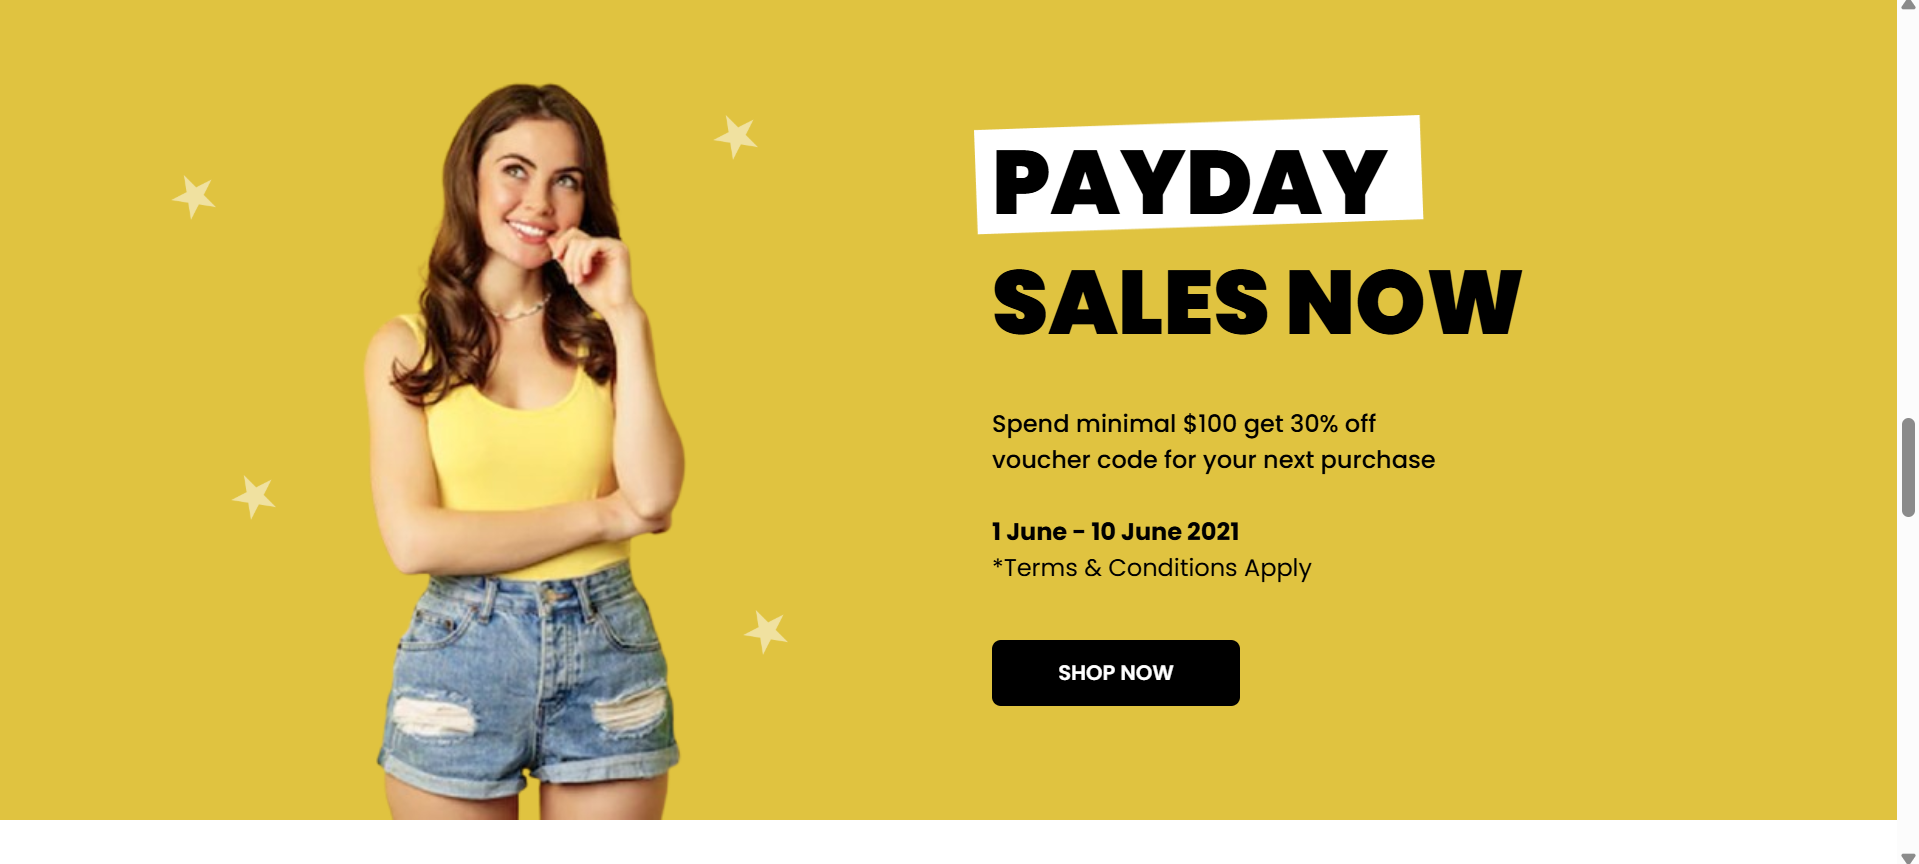 PAYDAY
SALES NOW
Spend minimal $100 get 30% off
voucher code for your next purchase
1 June - 10 June 2021
*Terms & Conditions Apply
SHOP NOW